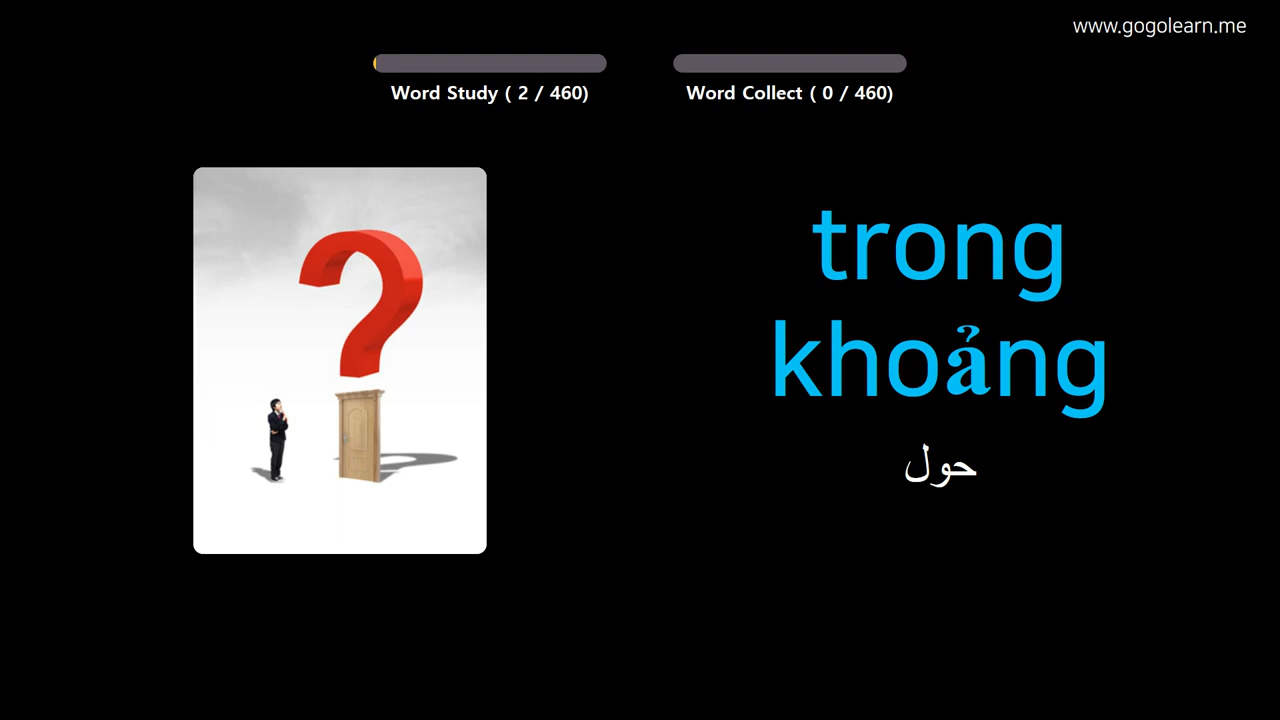 www.gogolearn.me
Word Study ( 2 / 460)
Word Collect ( 0 / 460)
trong
khoảng
حول